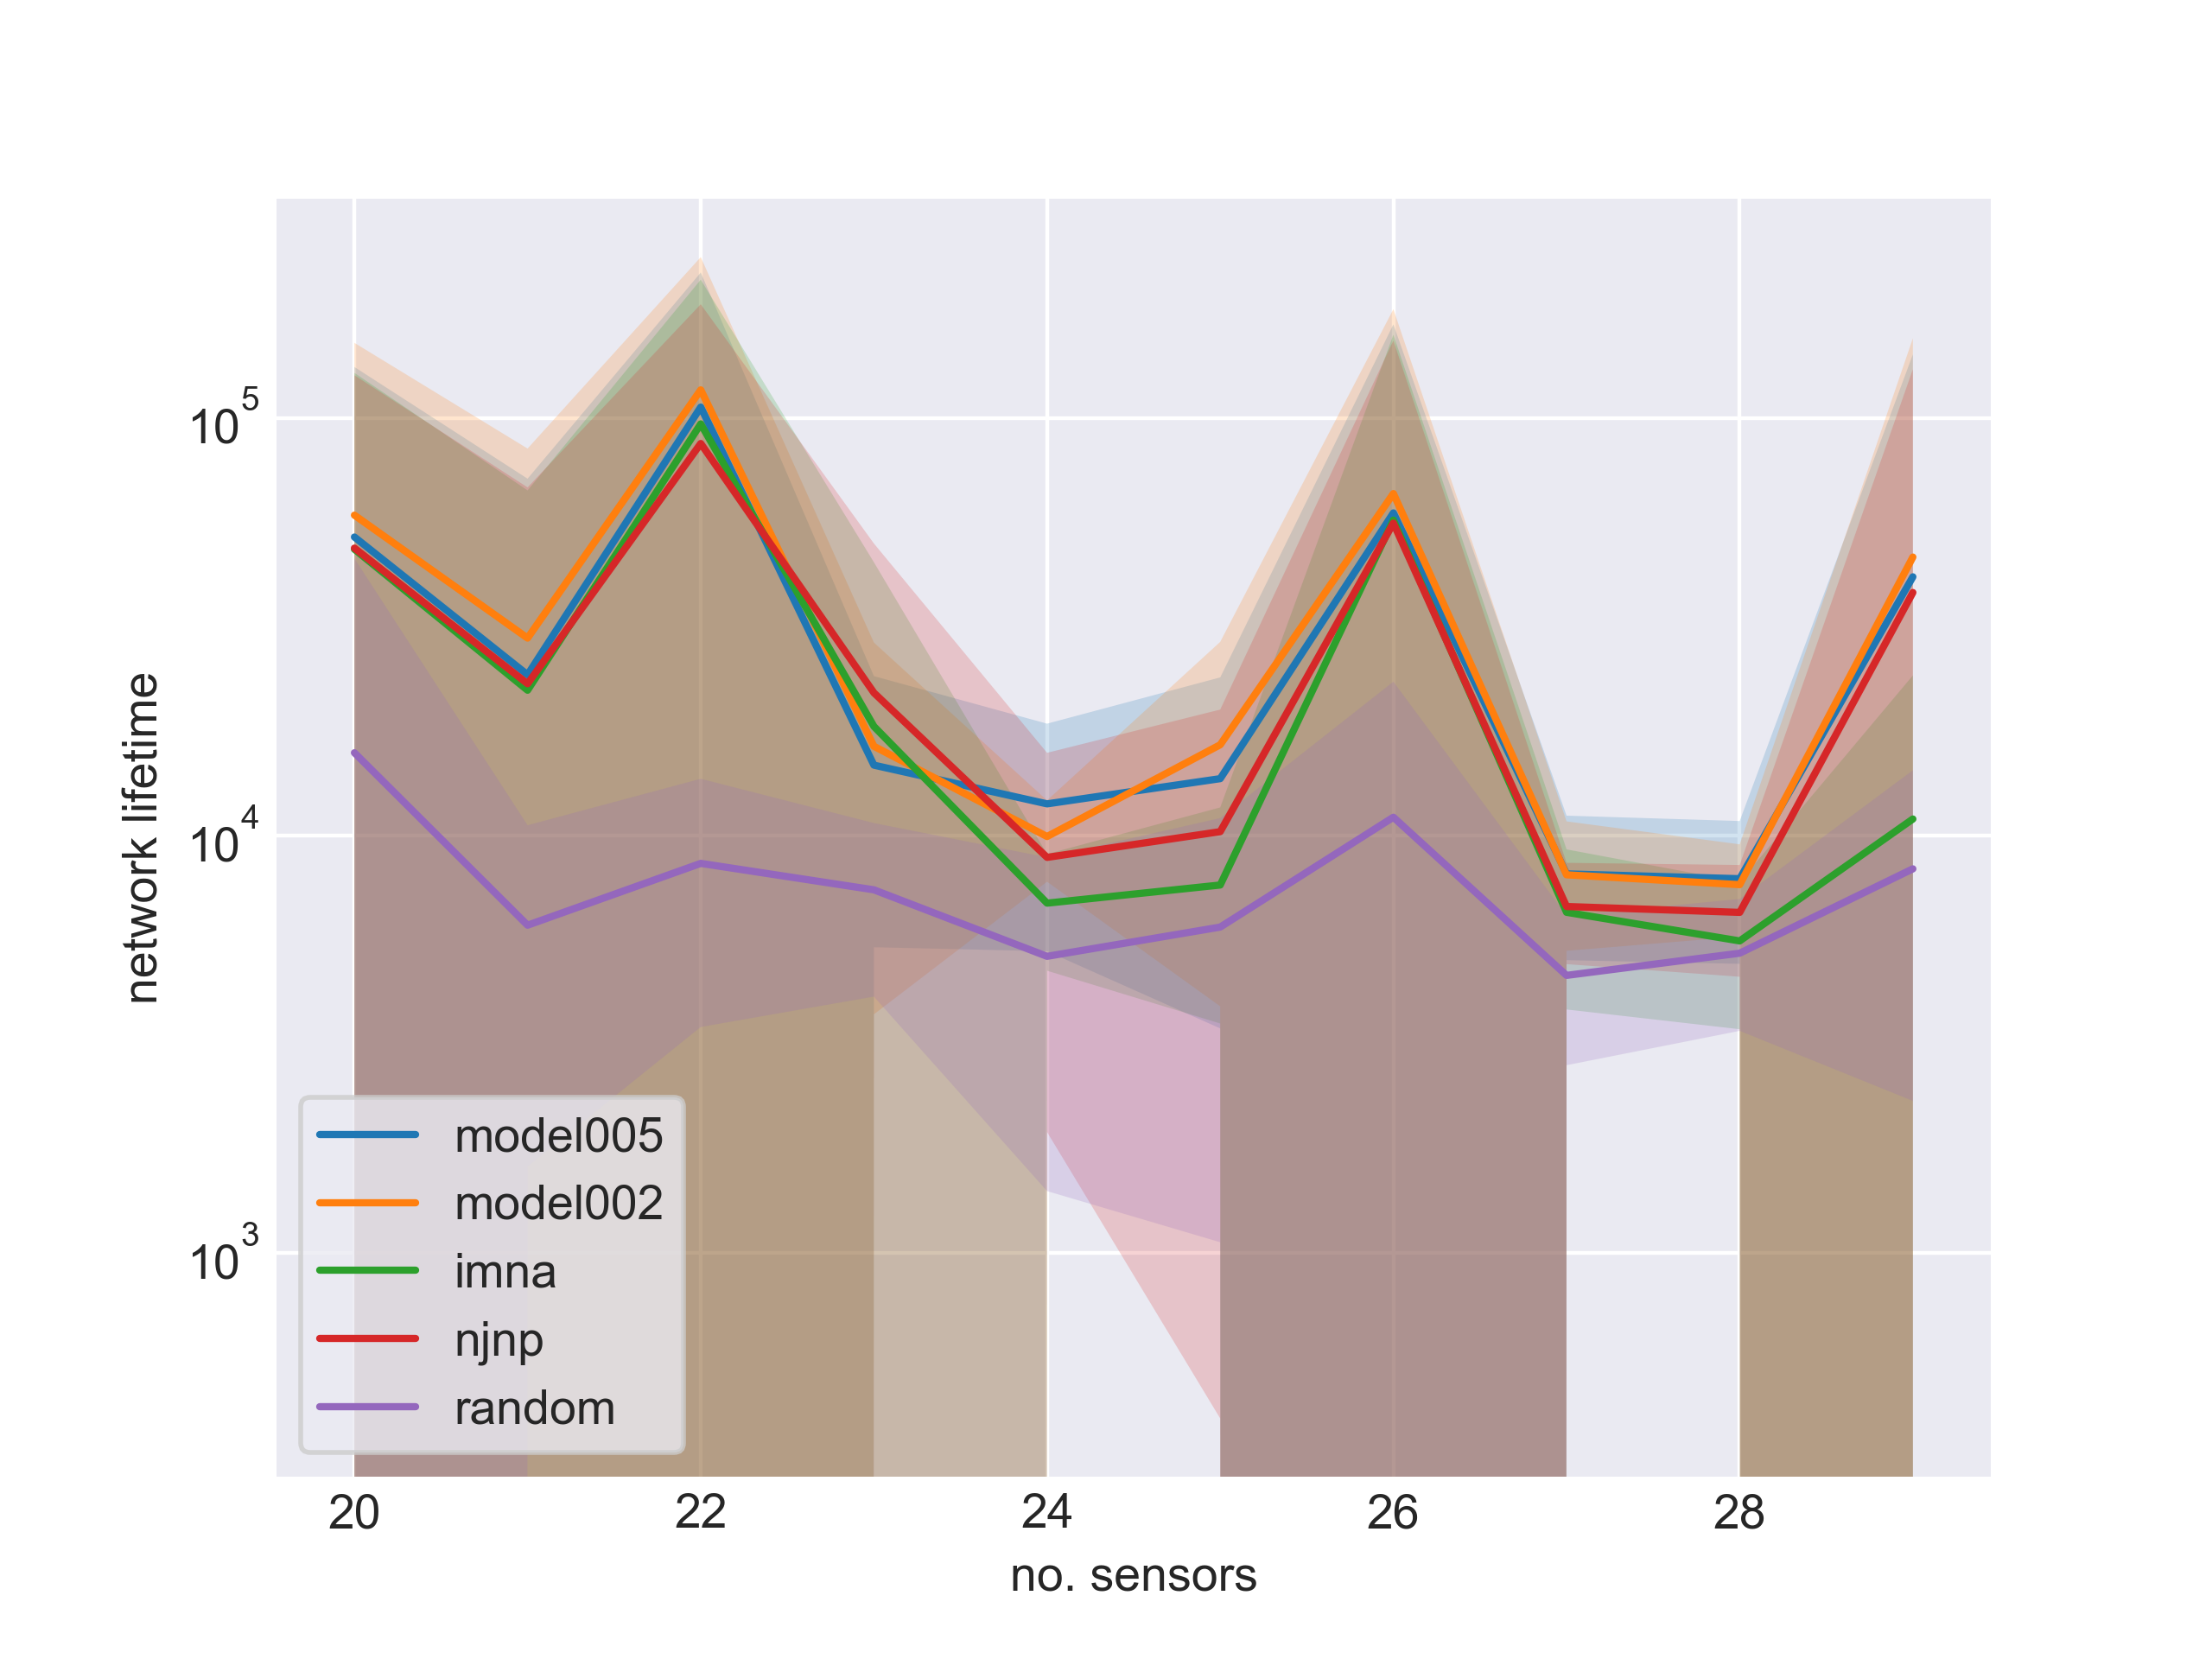 network lifetime
10^5
10^4
10^3
model005
model002
imna
njnp
random
20 22 24 26 28
no. sensors